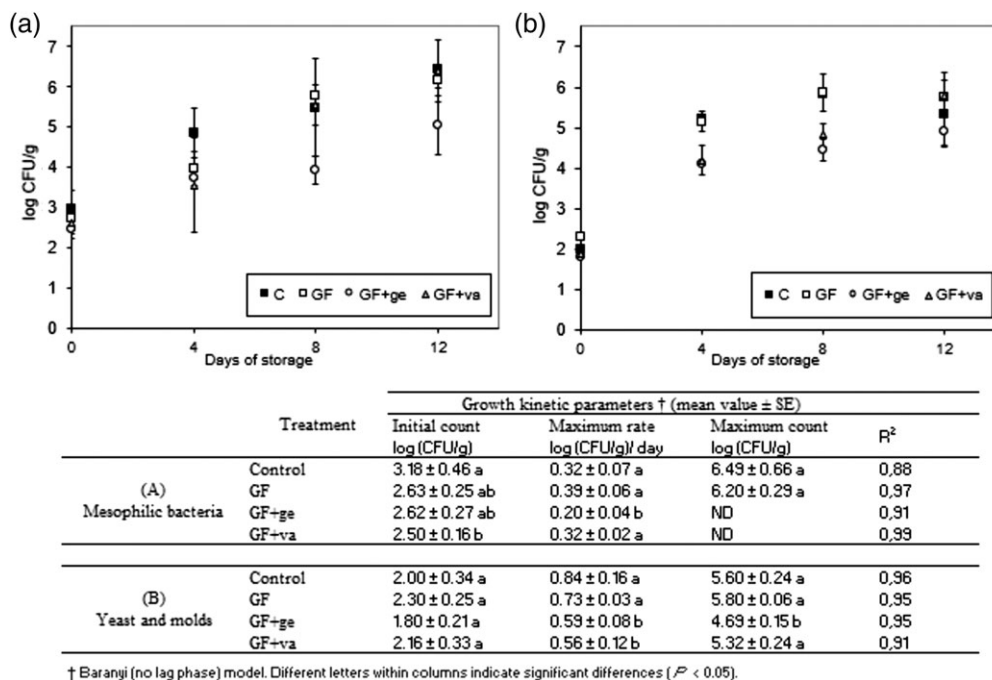 (a)
(b)
7
6
5
4
3
2
1
0
log CFU/g
■ C □ GF ○ GF+ge △ GF+va
0 4 8 12
Days of storage
7
6
5
4
3
2
1
0
log CFU/g
■ C □ GF ○ GF+ge △ GF+va
0 4 8 12
Days of storage
Growth kinetic parameters † (mean value ± SE)
Treatment Initial count Maximum rate Maximum count R²
log (CFU/g) log (CFU/g)/ day log (CFU/g)
Control 3.18 ± 0.46 a 0.32 ± 0.07 a 6.49 ± 0.66 a 0,88
(A) GF 2.63 ± 0.25 ab 0.39 ± 0.06 a 6.20 ± 0.29 a 0,97
Mesophilic bacteria GF+ge 2.62 ± 0.27 ab 0.20 ± 0.04 b ND 0,91
GF+va 2.50 ± 0.16 b 0.32 ± 0.02 a ND 0,99
Control 2.00 ± 0.34 a 0.84 ± 0.16 a 5.60 ± 0.24 a 0,96
(B) GF 2.30 ± 0.25 a 0.73 ± 0.03 a 5.80 ± 0.06 a 0,95
Yeast and molds GF+ge 1.80 ± 0.21 a 0.59 ± 0.08 b 4.69 ± 0.15 b 0,95
GF+va 2.16 ± 0.33 a 0.56 ± 0.12 b 5.32 ± 0.24 a 0,91
† Baranyi (no lag phase) model. Different letters within columns indicate significant differences (P < 0.05).